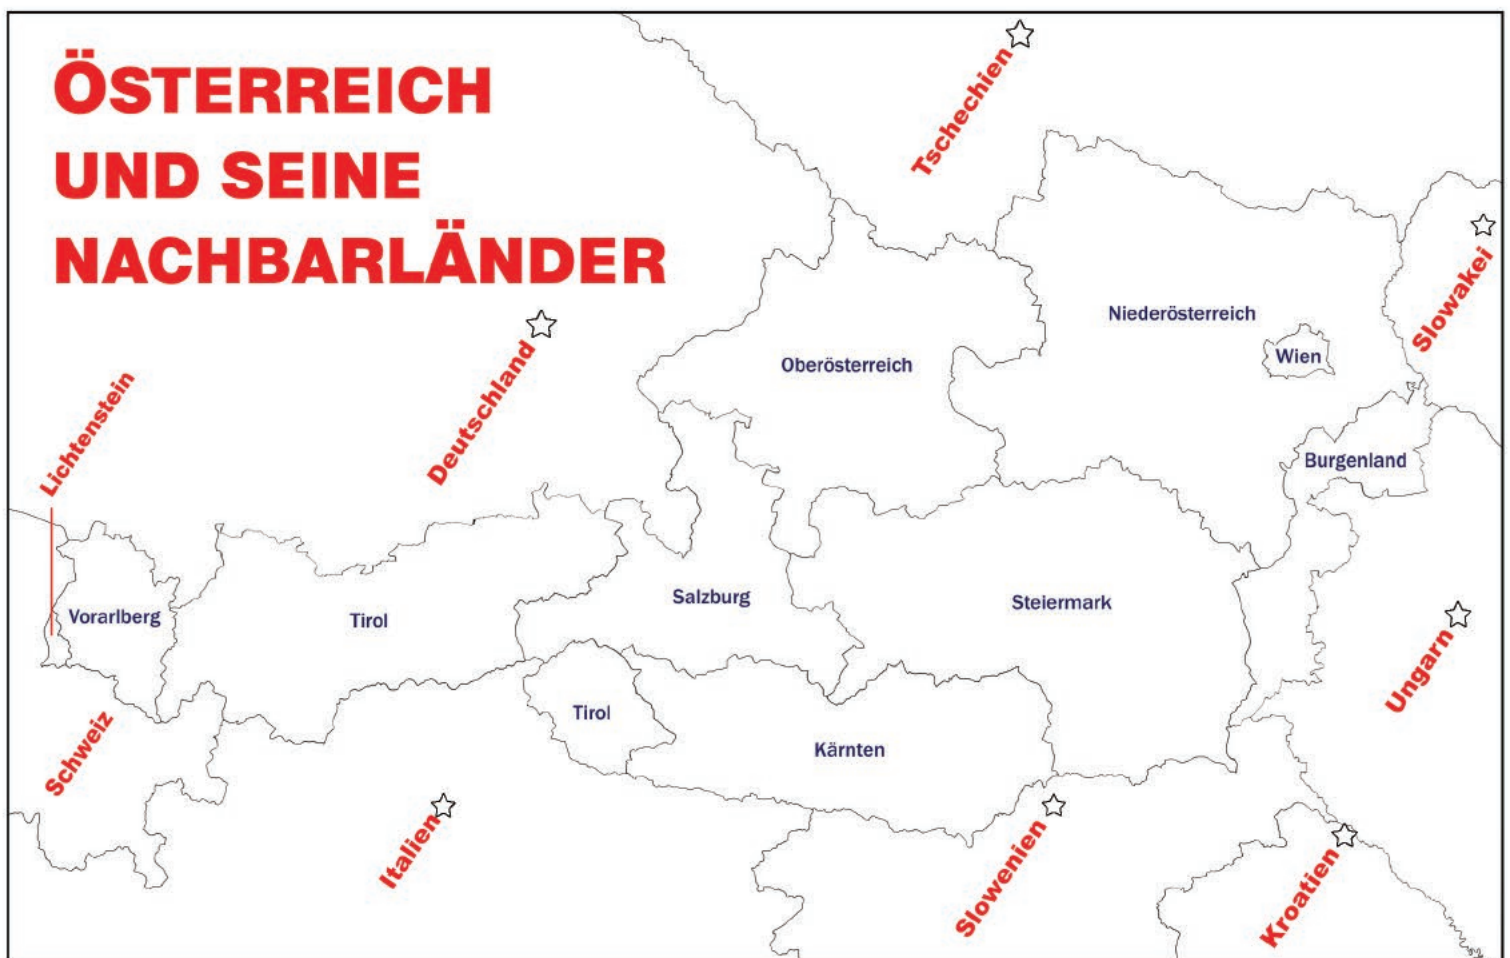 ÖSTERREICH
UND SEINE
NACHBARLÄNDER
Tschechien
Slowakei
Deutschland
Lichtenstein
Niederösterreich
Wien
Oberösterreich
Burgenland
Vorarlberg
Tirol
Salzburg
Steiermark
Ungarn
Tirol
Kärnten
Schweiz
Italien
Slowenien
Kroatien